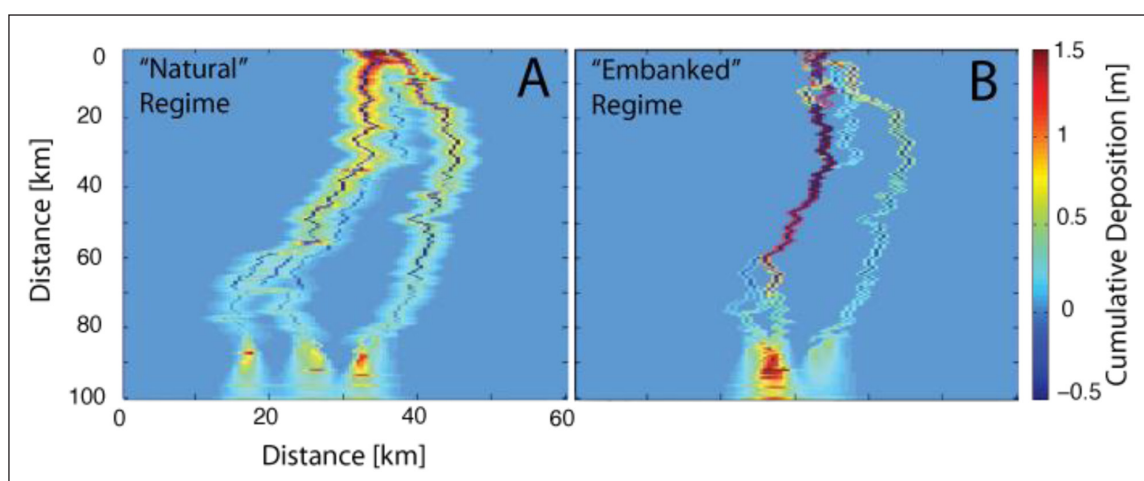 "Natural"
Regime
A
"Embanked"
Regime
B
0
20
40
60
80
100
Distance [km]
0
20
40
60
Distance [km]
1.5
1
0.5
0
−0.5
Cumulative Deposition [m]